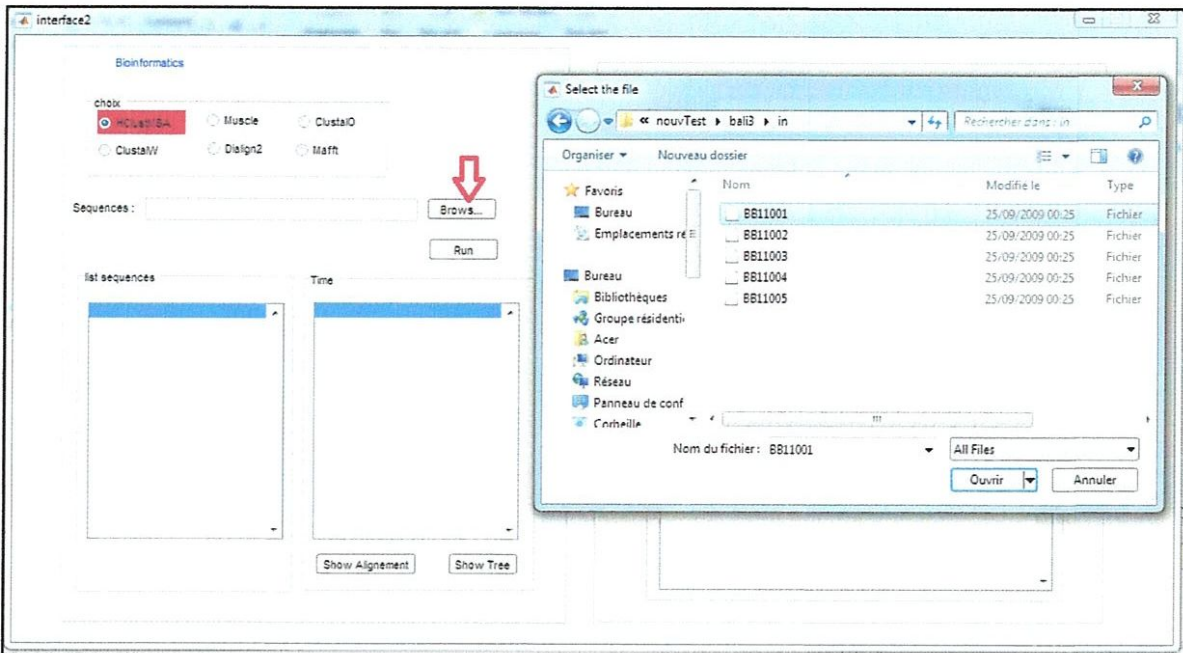 interface2
Bioinformatics
choix
HClustMSA Muscle ClustalO
ClustalW Dialign2 Mafft
Sequences : Brows...
Run
list sequences Time
Show Alignement Show Tree
Select the file
« nouvTest bali3 in Rechercher dans : in
Organiser Nouveau dossier
Nom Modifié le Type
Favoris
Bureau
Emplacements ré
Bureau
Bibliothèques
Groupe résidenti
Acer
Ordinateur
Réseau
Panneau de conf
Corbeille
BB11001 25/09/2009 00:25 Fichier
BB11002 25/09/2009 00:25 Fichier
BB11003 25/09/2009 00:25 Fichier
BB11004 25/09/2009 00:25 Fichier
BB11005 25/09/2009 00:25 Fichier
Nom du fichier : BB11001 All Files
Ouvrir Annuler